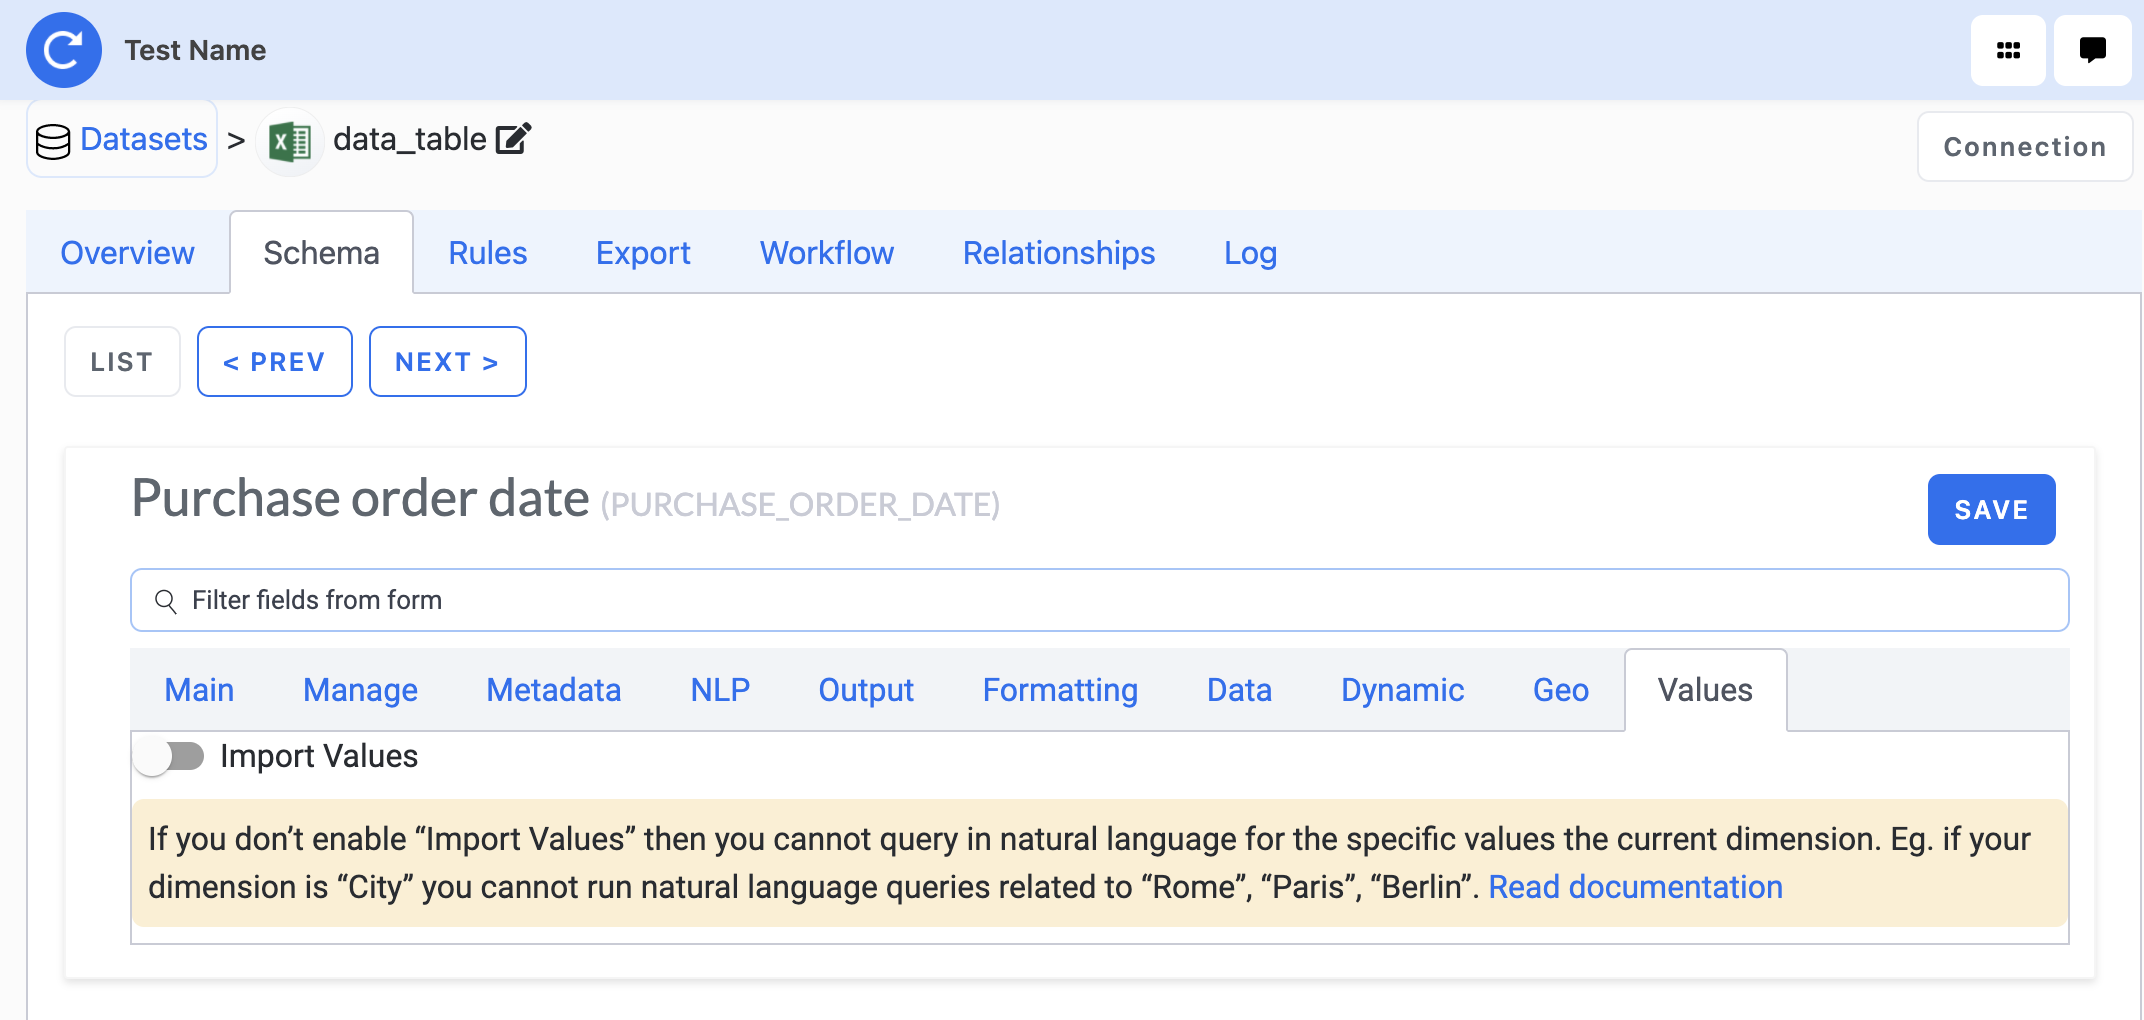 Test Name
Datasets > data_table
Connection
Overview Schema Rules Export Workflow Relationships Log
LIST < PREV NEXT >
Purchase order date (PURCHASE_ORDER_DATE)
SAVE
Filter fields from form
Main Manage Metadata NLP Output Formatting Data Dynamic Geo Values
Import Values
If you don’t enable “Import Values” then you cannot query in natural language for the specific values the current dimension. Eg. if your
dimension is “City” you cannot run natural language queries related to “Rome”, “Paris”, “Berlin”. Read documentation